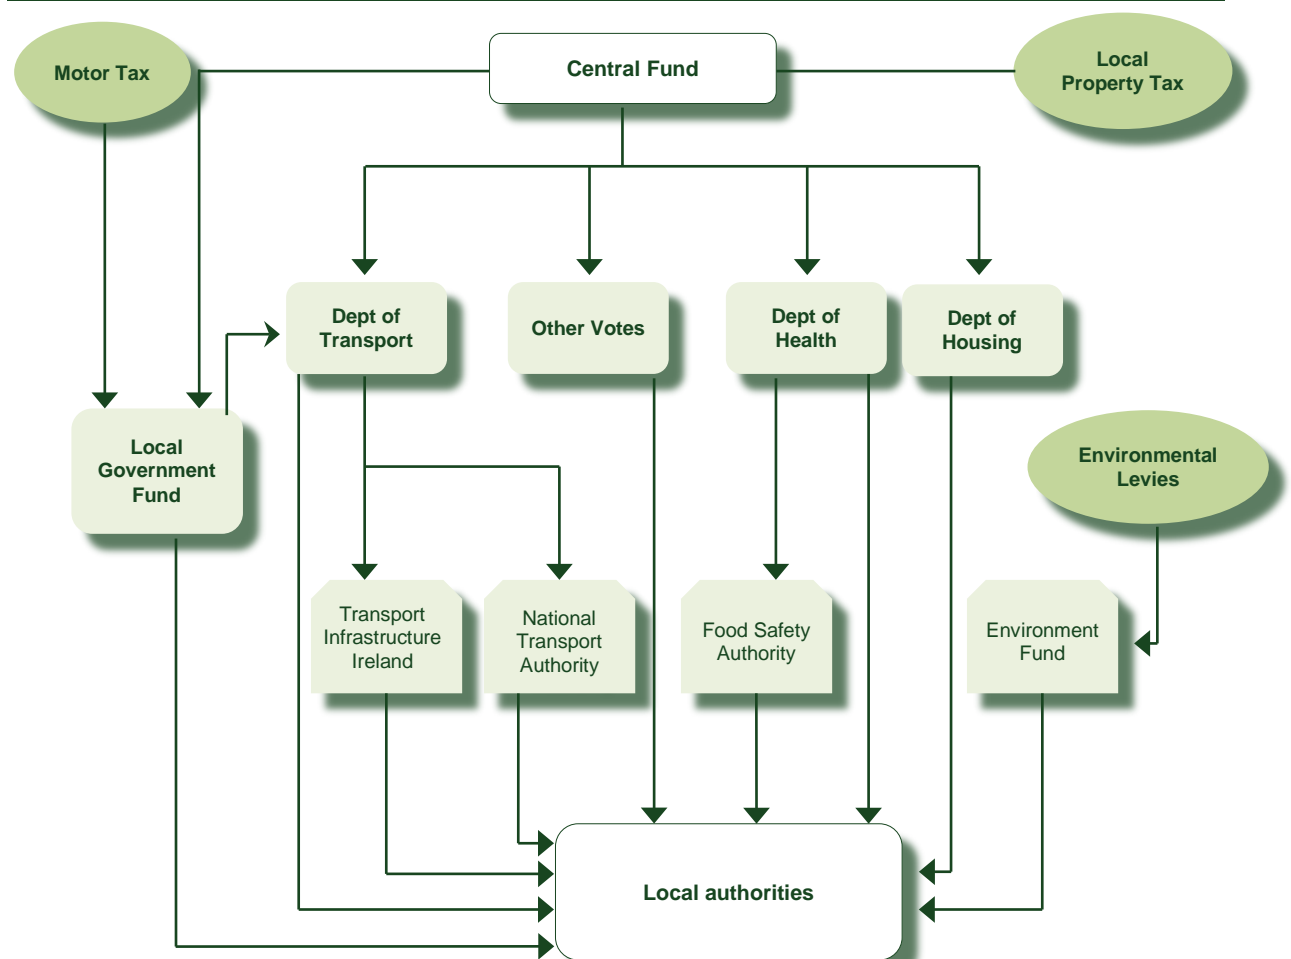 Motor Tax
Central Fund
Local
Property Tax
Dept of
Transport
Other Votes
Dept of
Health
Dept of
Housing
Local
Government
Fund
Environmental
Levies
Transport
Infrastructure
Ireland
National
Transport
Authority
Food Safety
Authority
Environment
Fund
Local authorities